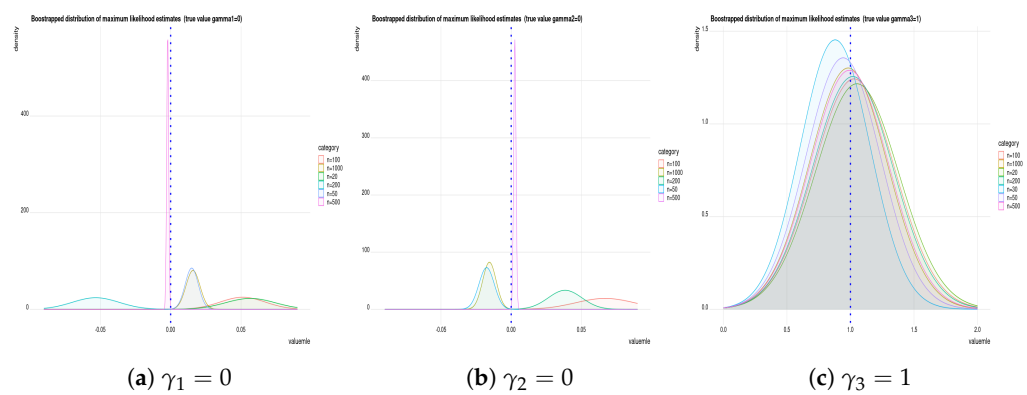 Boostrapped distribution of maximum likelihood estimates (true value gamma1=0)
density
400
200
0
-0.05
0.00
0.05
valuemle
category
n=100
n=1000
n=20
n=200
n=50
n=500
(a) γ1 = 0
Boostrapped distribution of maximum likelihood estimates (true value gamma2=0)
density
400
300
200
100
0
-0.05
0.00
0.05
valuemle
category
n=100
n=1000
n=200
n=50
n=500
(b) γ2 = 0
Boostrapped distribution of maximum likelihood estimates (true value gamma3=1)
density
1.5
1.0
0.5
0.0
0.0
0.5
1.0
1.5
2.0
valuemle
category
n=100
n=1000
n=20
n=200
n=30
n=50
n=500
(c) γ3 = 1